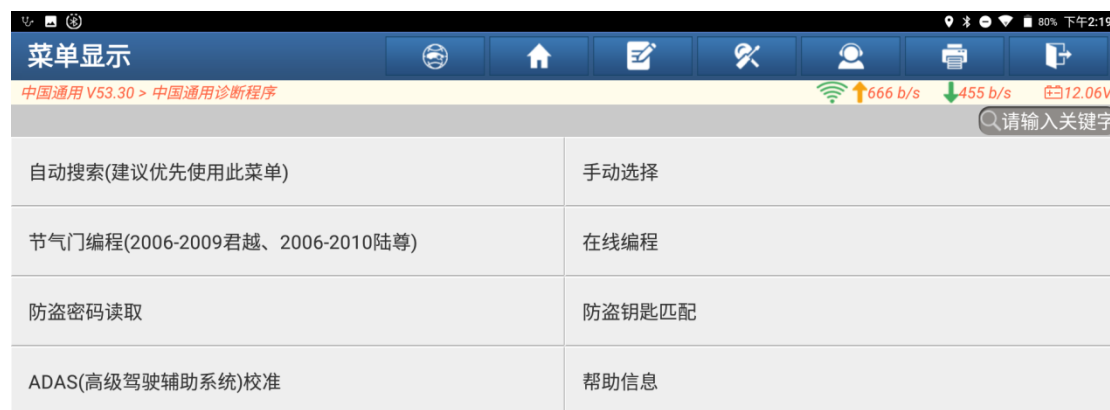 80% 下午2:19
菜单显示
中国通用 V53.30 > 中国通用诊断程序
666 b/s 455 b/s 12.06V
请输入关键字
自动搜索(建议优先使用此菜单) 手动选择
节气门编程(2006-2009君越、2006-2010陆尊) 在线编程
防盗密码读取 防盗钥匙匹配
ADAS(高级驾驶辅助系统)校准 帮助信息